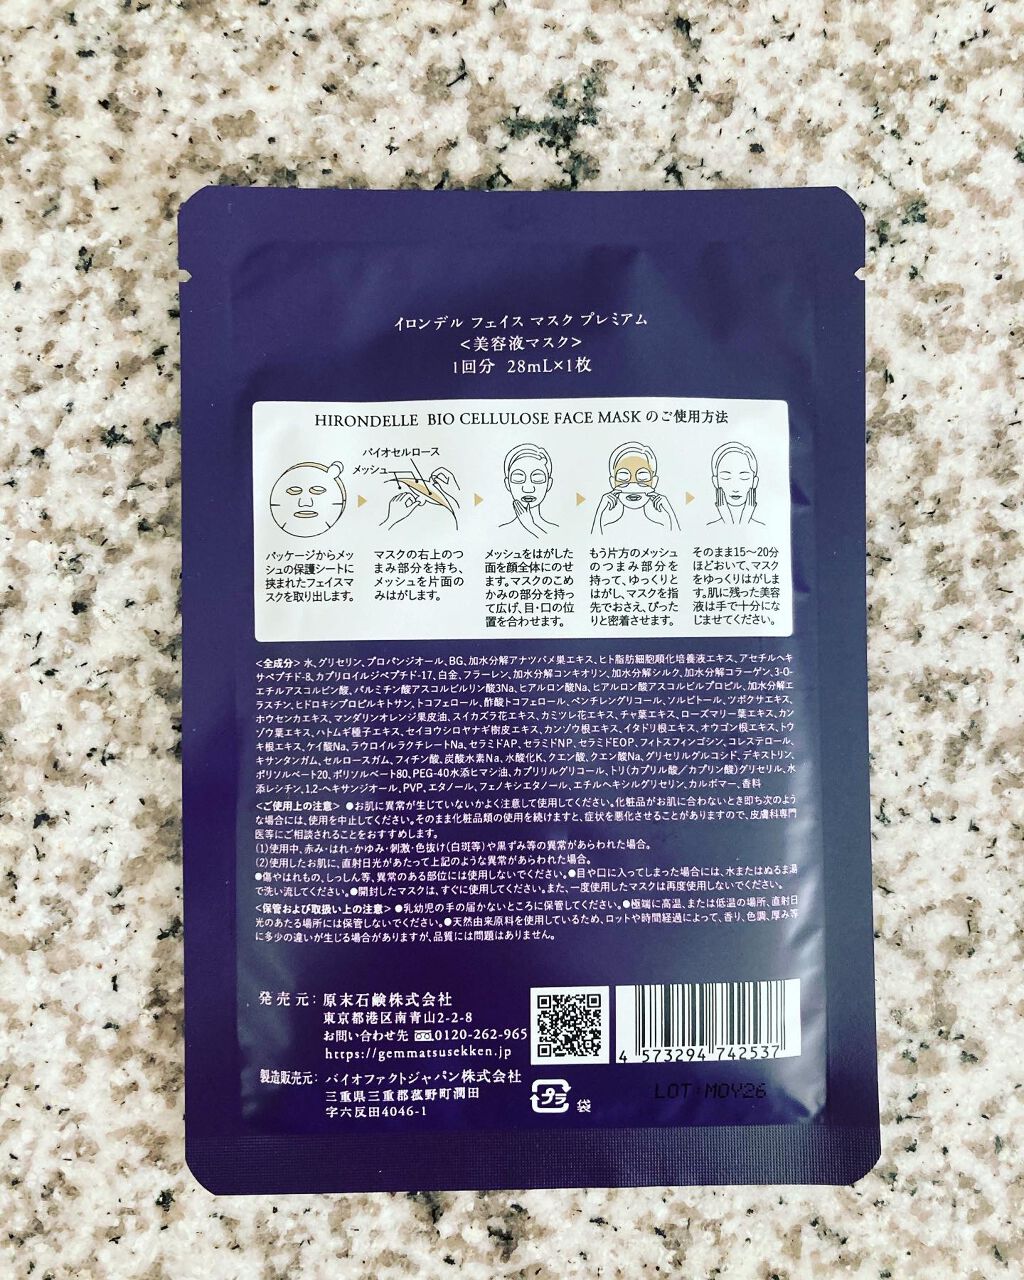 イロンデル フェイス マスク プレミアム
<美容液マスク>
1回分 28mL×1枚
HIRONDELLE BIO CELLULOSE FACE MASK のご使用方法
バイオセルロース
メッシュ
パッケージからメッ
シュの保護シートに
挟まれたフェイスマ
スクを取り出します。
マスクの右上のつ
まみ部分を持ち、
メッシュを片面の
みはがします。
メッシュをはがした
面を顔全体にのせ
ます。マスクのこめ
かみの部分を持っ
て広げ、目・口の位
置を合わせます。
もう片方のメッシュ
のつまみ部分を
持って、ゆっくりと
はがし、マスクを指
先でおさえ、ぴった
りと密着させます。
そのまま15〜20分
ほどおいて、マスク
をゆっくりはがしま
す。肌に残った美容
液は手で十分にな
じませてください。
<全成分> 水、グリセリン、プロパンジオール、BG、加水分解アナツバメ巣エキス、ヒト脂肪細胞順化培養液エキス、アセチルヘキ
サペプチド-8、カプリロイルジペプチド-17、白金、フラーレン、加水分解コンキオリン、加水分解シルク、加水分解コラーゲン、3-O-
エチルアスコルビン酸、パルミチン酸アスコルビルリン酸3Na、ヒアルロン酸Na、ヒアルロン酸アスコルビルプロピル、加水分解エ
ラスチン、ヒドロキシプロピルキトサン、トコフェロール、酢酸トコフェロール、ペンチレングリコール、ソルビトール、ツボクサエキス、
ホウセンカエキス、マンダリンオレンジ果皮油、スイカズラ花エキス、カミツレ花エキス、チャ葉エキス、ローズマリー葉エキス、カン
ゾウ葉エキス、ハトムギ種子エキス、セイヨウシロヤナギ樹皮エキス、カンゾウ根エキス、イタドリ根エキス、オウゴン根エキス、トウ
キ根エキス、ケイ酸Na、ラウロイルラクチレートNa、セラミドAP、セラミドNP、セラミドEOP、フィトスフィンゴシン、コレステロール、
キサンタンガム、セルロースガム、フィチン酸、炭酸水素Na、水酸化K、クエン酸、クエン酸Na、グリセリルグルコシド、デキストリン、
ポリソルベート20、ポリソルベート80、PEG-40水添ヒマシ油、カプリリルグリコール、トリ(カプリル酸/カプリン酸)グリセリル、水
添レシチン、1,2-ヘキサンジオール、PVP、エタノール、フェノキシエタノール、エチルヘキシルグリセリン、カルボマー、香料
<ご使用上の注意> ●お肌に異常が生じていないかよく注意して使用してください。化粧品がお肌に合わないとき即ち次のよう
な場合には、使用を中止してください。そのまま化粧品類の使用を続けますと、症状を悪化させることがありますので、皮膚科専門
医等にご相談されることをおすすめします。
(1)使用中、赤み・はれ・かゆみ・刺激・色抜け(白斑等)や黒ずみ等の異常があらわれた場合。
(2)使用したお肌に、直射日光があたって上記のような異常があらわれた場合。
●傷やはれもの、しっしん等、異常のある部位には使用しないでください。●目や口に入ってしまった場合には、水またはぬるま湯
で洗い流してください。●開封したマスクは、すぐに使用してください。また、一度使用したマスクは再度使用しないでください。
<保管および取扱い上の注意> ●乳幼児の手の届かないところに保管してください。●極端に高温、または低温の場所、直射日
光のあたる場所には保管しないでください。●天然由来原料を使用しているため、ロットや時間経過によって、香り、色調、厚み等
に多少の違いが生じる場合がありますが、品質には問題はありません。
発売元：原末石鹸株式会社
東京都港区南青山2-2-8
お問い合わせ先 0120-262-965
https://gemmatsusekken.jp
製造販売元：バイオファクトジャパン株式会社
三重県三重郡菰野町潤田
字六反田4046-1
4 573294 742537
プラ 袋
LOT:MOY26